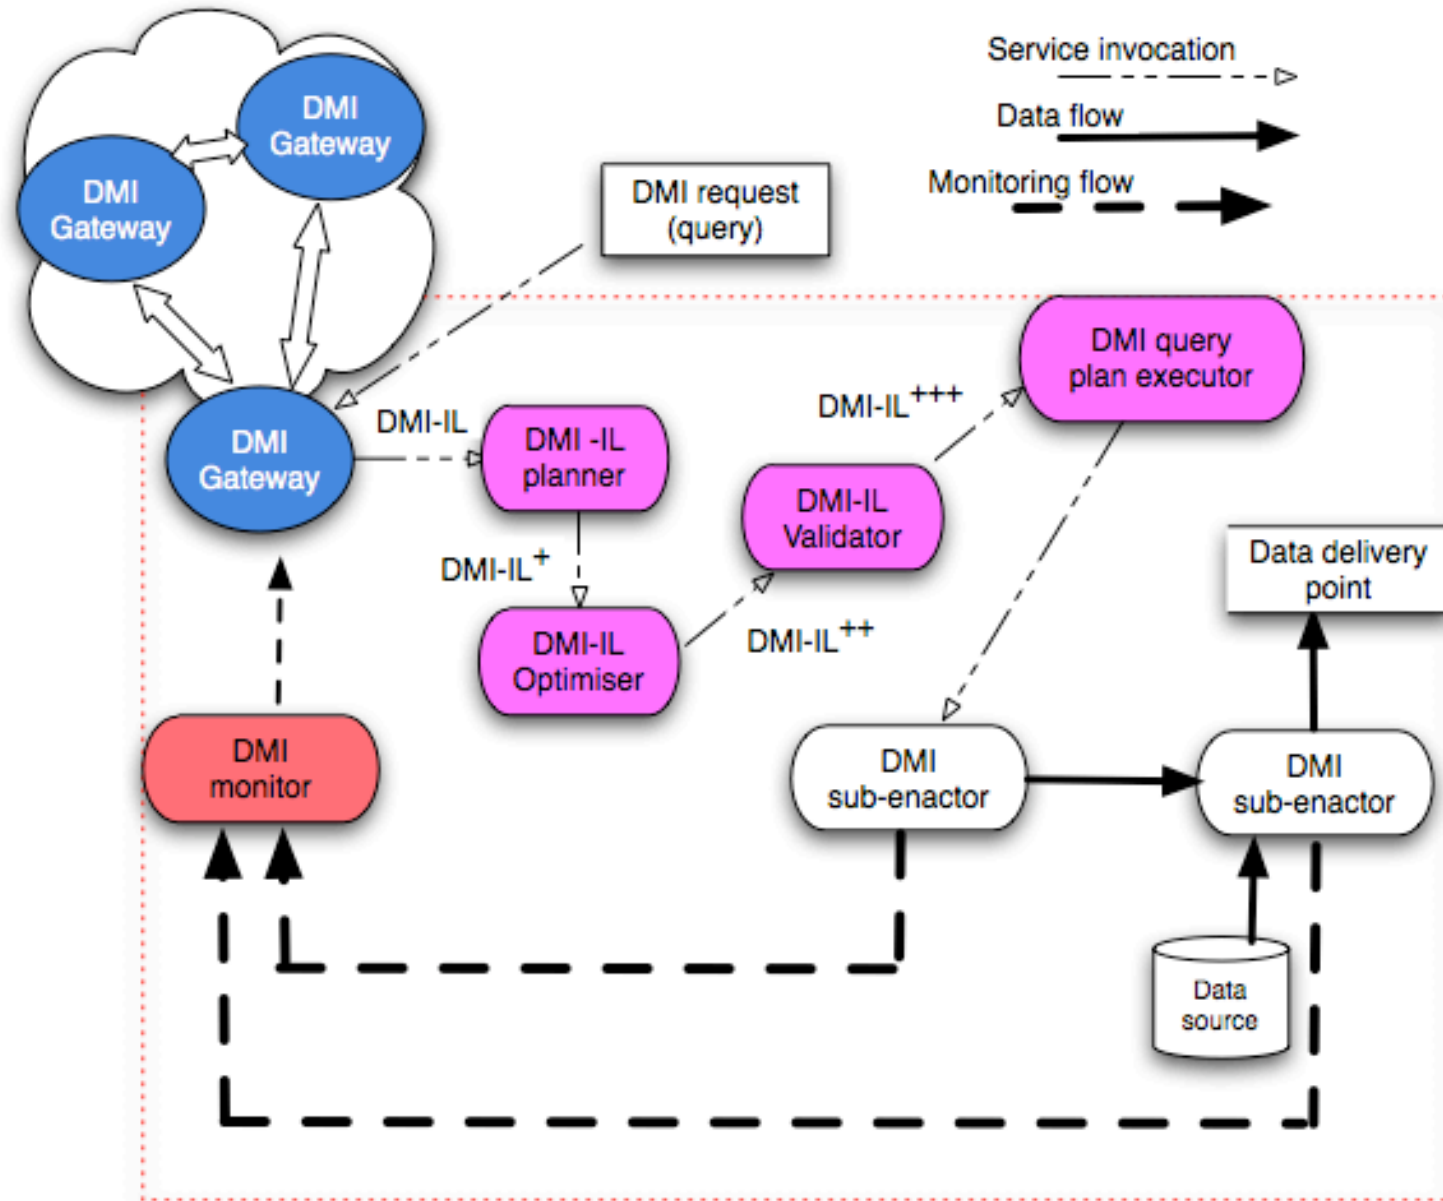 Service invocation
Data flow
Monitoring flow
DMI
Gateway
DMI
Gateway
DMI request
(query)
DMI
Gateway
DMI-IL
DMI -IL
planner
DMI-IL+
DMI-IL
Optimiser
DMI-IL++
DMI-IL
Validator
DMI-IL+++
DMI query
plan executor
Data delivery
point
DMI
monitor
DMI
sub-enactor
DMI
sub-enactor
Data
source